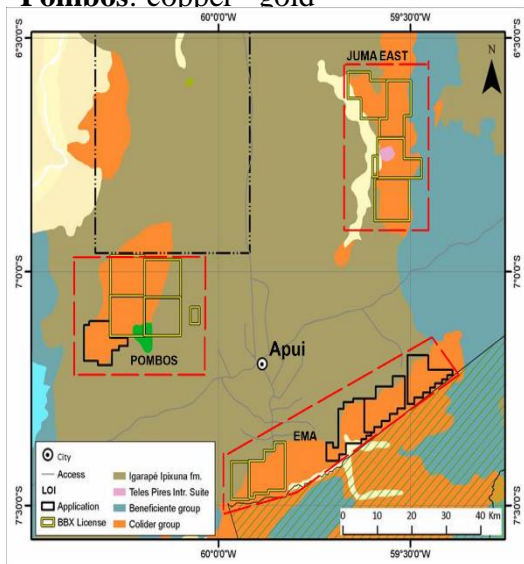 Pombos: copper - gold
60°0'0"W
59°30'0"W
6°30'0"S
6°30'0"S
JUMA EAST
N
7°0'0"S
7°0'0"S
POMBOS
Apui
EMA
City
Access
LOI
Application
BBX License
Igarapé Ipixuna fm.
Teles Pires Intr. Suite
Beneficiente group
Colider group
7°30'0"S
7°30'0"S
0 10 20 30 40 Km
60°0'0"W
59°30'0"W